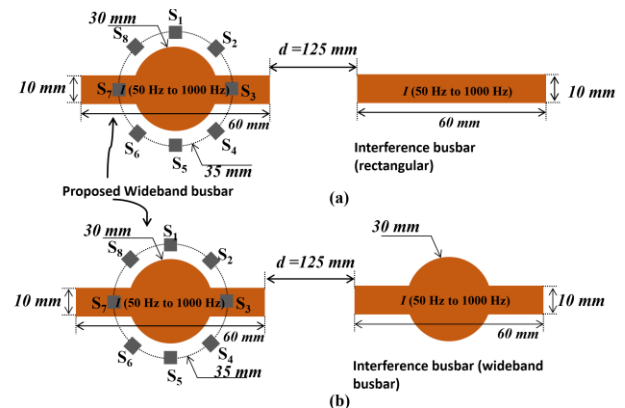 30 mm
S1
S8
S2
d =125 mm
10 mm
S7
I (50 Hz to 1000 Hz)
S3
I (50 Hz to 1000 Hz)
10 mm
60 mm
60 mm
S6
S4
S5
35 mm
Interference busbar
(rectangular)
Proposed Wideband busbar
(a)
30 mm
S1
S8
S2
d =125 mm
30 mm
10 mm
S7
I (50 Hz to 1000 Hz)
S3
I (50 Hz to 1000 Hz)
10 mm
60 mm
60 mm
S6
S4
S5
35 mm
Interference busbar (wideband
busbar)
(b)